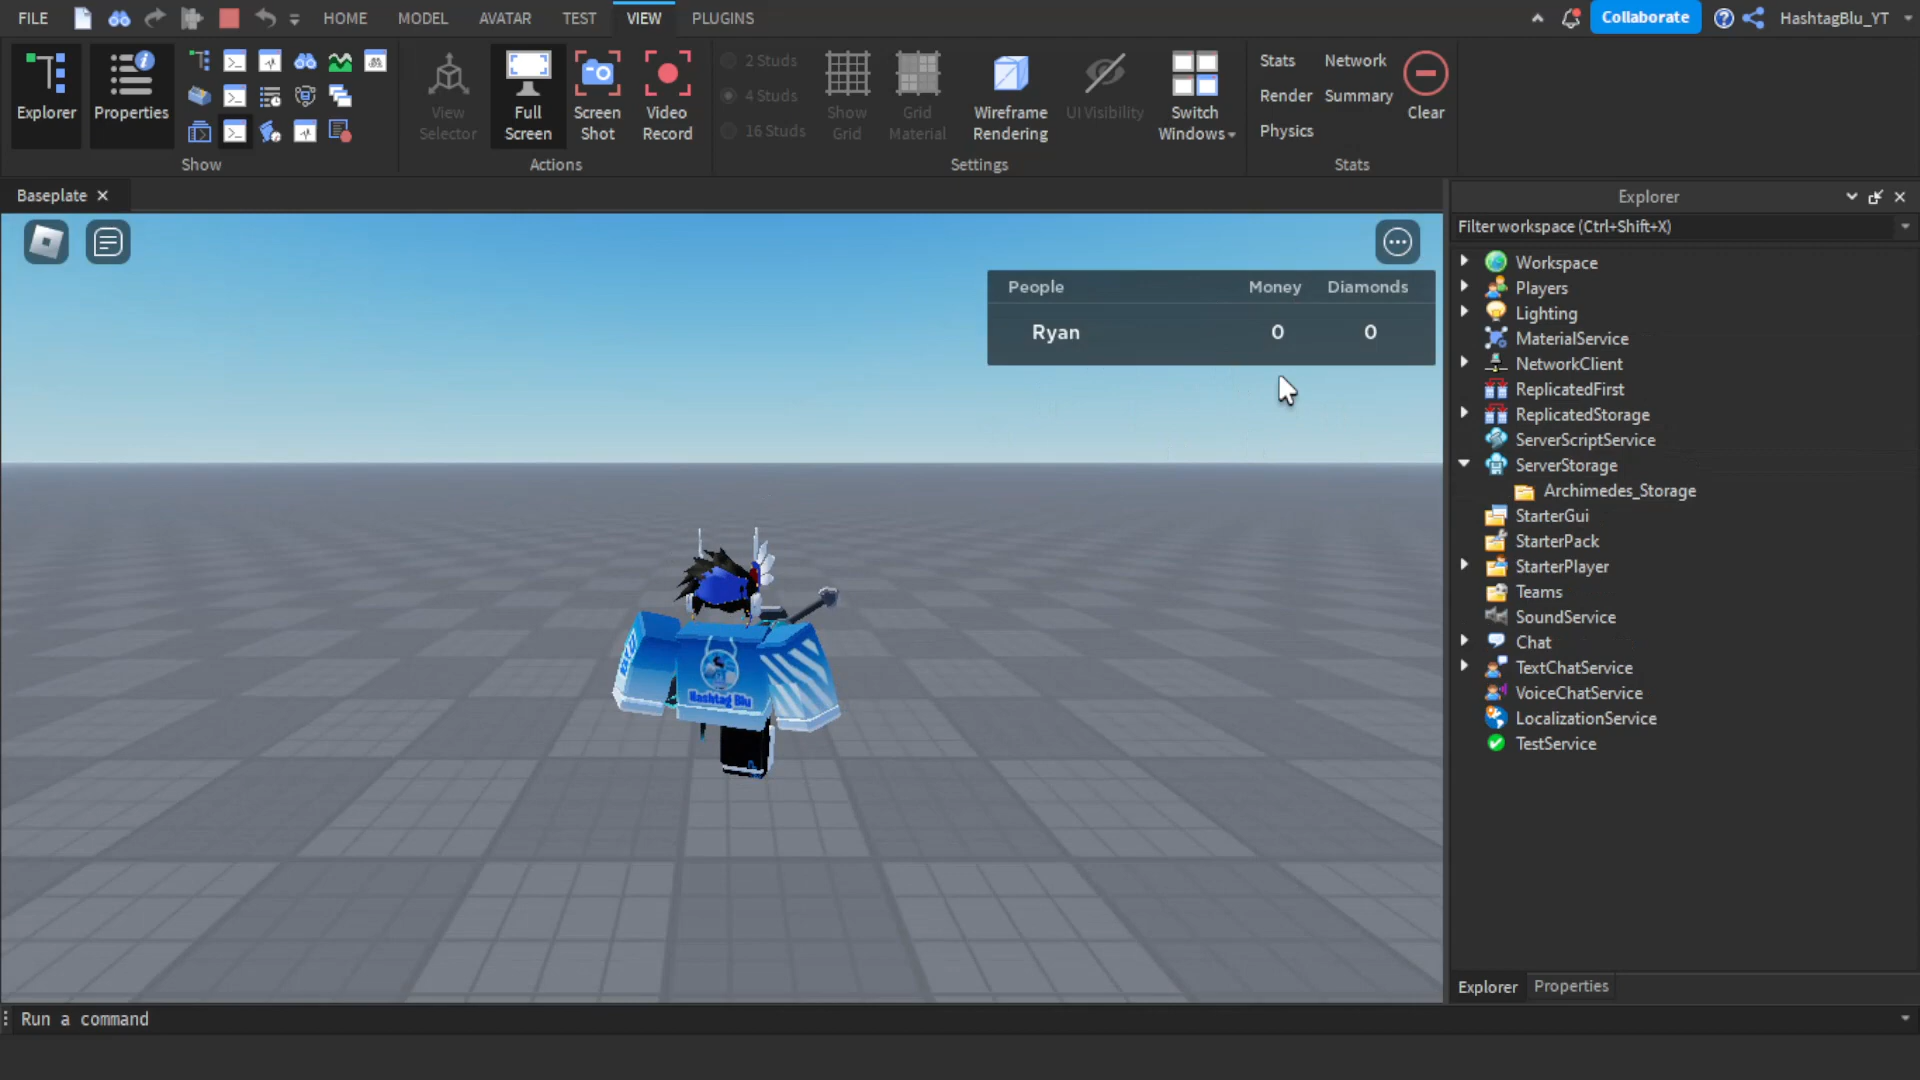 FILE HOME MODEL AVATAR TEST VIEW PLUGINS Collaborate HashtagBlu_YT
Explorer
Properties
Show
View Selector
Full Screen
Screen Shot
Video Record
Actions
2 Studs
4 Studs
16 Studs
Show Grid
Grid Material
Wireframe Rendering
UI Visibility
Switch Windows
Settings
Stats Network
Render Summary
Physics
Clear
Stats
Baseplate
People Money Diamonds
Ryan 0 0
Hashtag Blu
Explorer
Filter workspace (Ctrl+Shift+X)
Workspace
Players
Lighting
MaterialService
NetworkClient
ReplicatedFirst
ReplicatedStorage
ServerScriptService
ServerStorage
Archimedes_Storage
StarterGui
StarterPack
StarterPlayer
Teams
SoundService
Chat
TextChatService
VoiceChatService
LocalizationService
TestService
Explorer Properties
Run a command